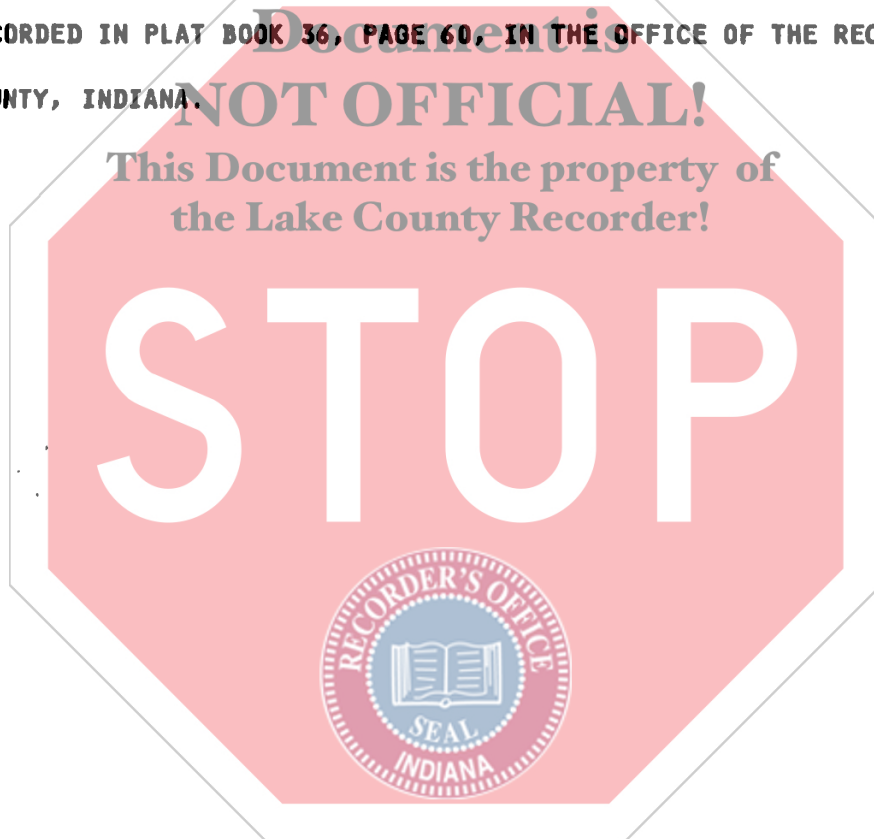 CORDED IN PLAT BOOK 36, PAGE 60, IN THE OFFICE OF THE REC
Document is
UNTY, INDIANA.
NOT OFFICIAL!
This Document is the property of
the Lake County Recorder!
STOP
RECORDER'S OFFICE
SEAL
INDIANA